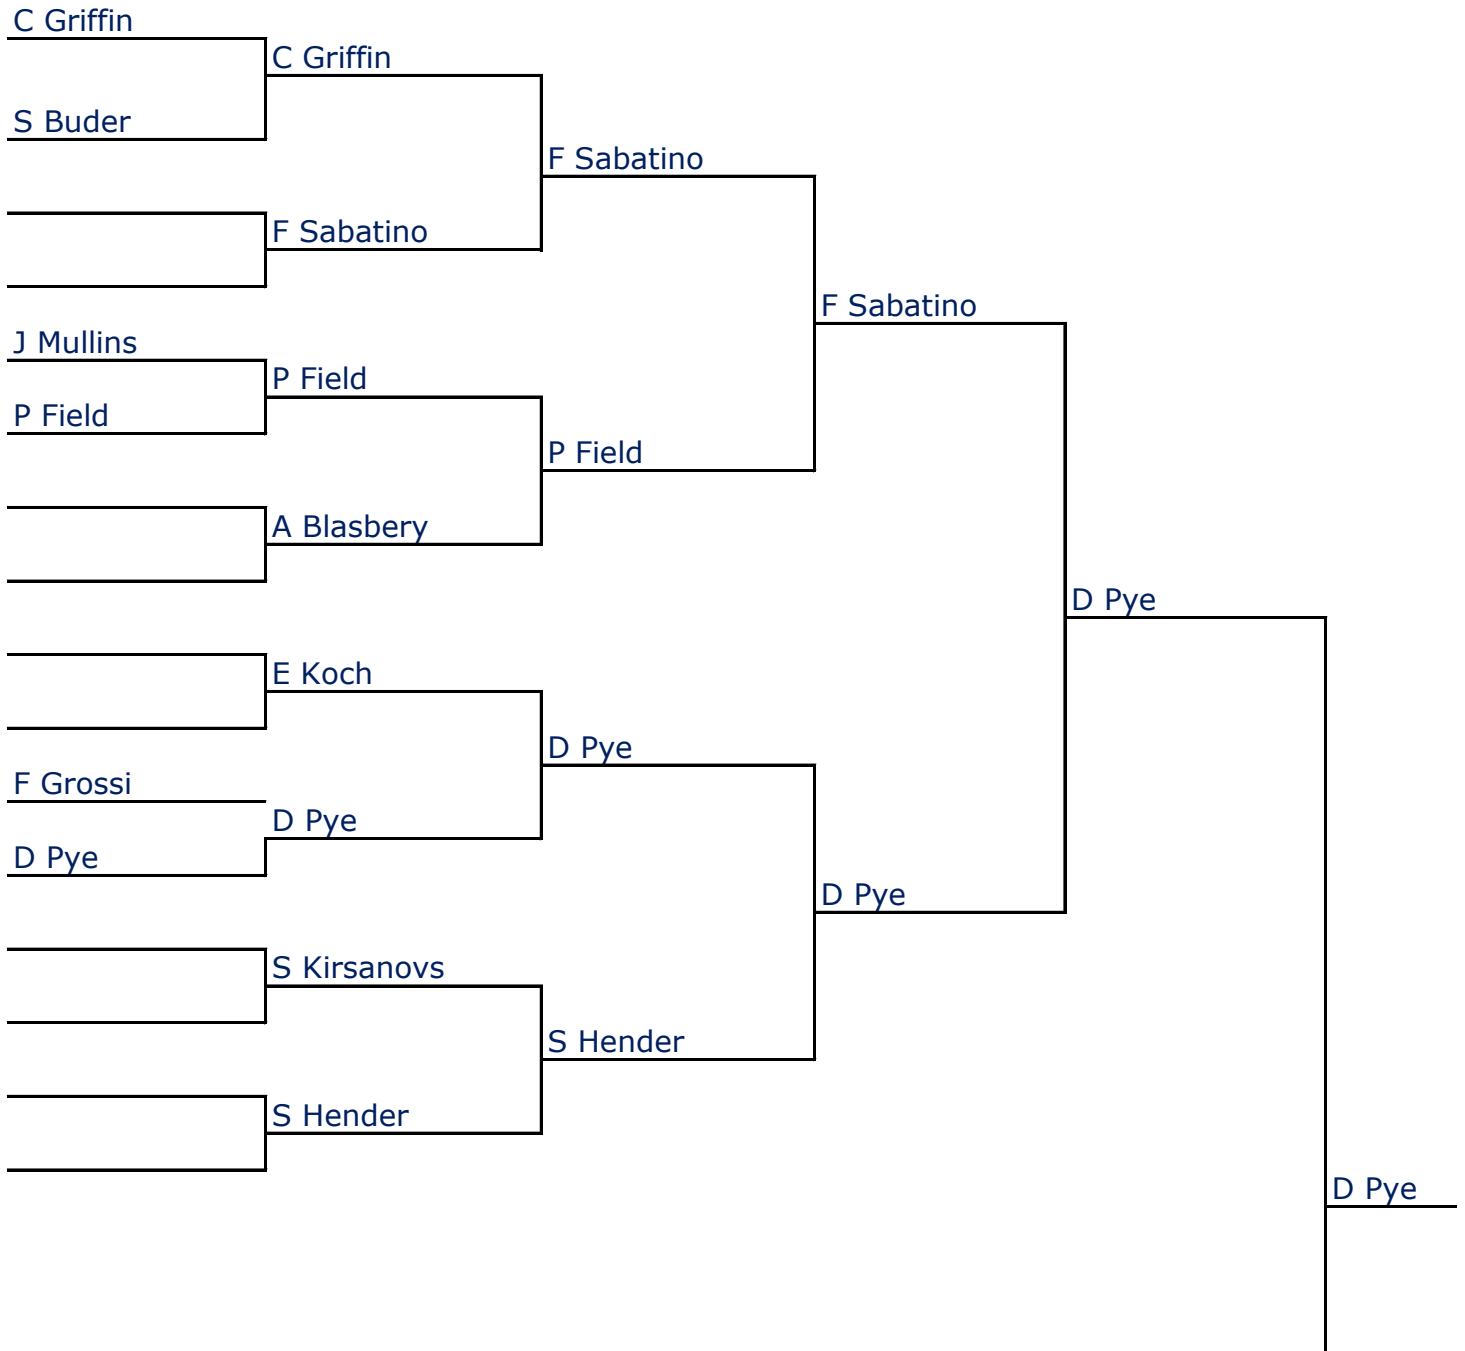 C Griffin
C Griffin
S Buder
F Sabatino
F Sabatino
F Sabatino
J Mullins
P Field
P Field
P Field
A Blasbery
D Pye
E Koch
D Pye
F Grossi
D Pye
D Pye
D Pye
S Kirsanovs
S Hender
S Hender
D Pye